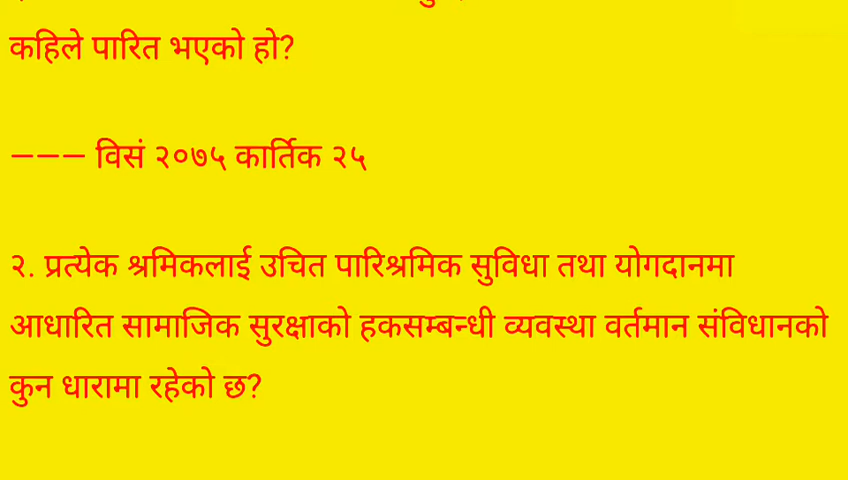 कहिले पारित भएको हो?
––– विसं २०७५ कार्तिक २५
२. प्रत्येक श्रमिकलाई उचित पारिश्रमिक सुविधा तथा योगदानमा
आधारित सामाजिक सुरक्षाको हकसम्बन्धी व्यवस्था वर्तमान संविधानको
कुन धारामा रहेको छ?